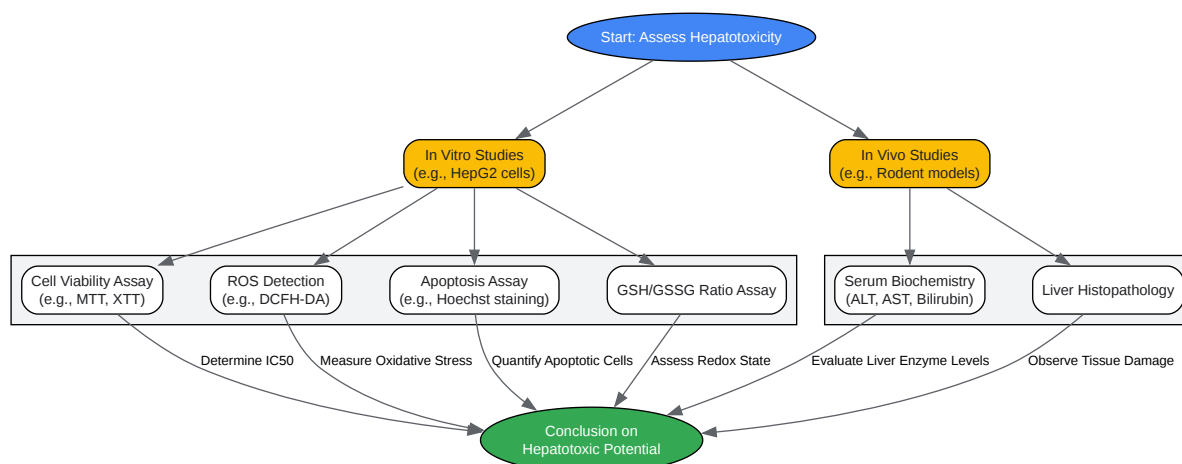 Start: Assess Hepatotoxicity
In Vitro Studies
(e.g., HepG2 cells)
In Vivo Studies
(e.g., Rodent models)
Cell Viability Assay
(e.g., MTT, XTT)
ROS Detection
(e.g., DCFH-DA)
Apoptosis Assay
(e.g., Hoechst staining)
GSH/GSSG Ratio Assay
Serum Biochemistry
(ALT, AST, Bilirubin)
Liver Histopathology
Determine IC50
Measure Oxidative Stress
Quantify Apoptotic Cells
Assess Redox State
Evaluate Liver Enzyme Levels
Observe Tissue Damage
Conclusion on
Hepatotoxic Potential